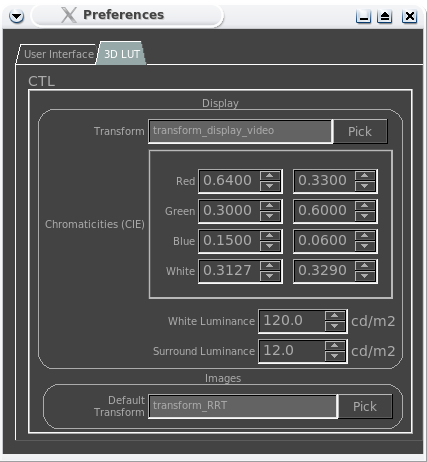 Preferences
User Interface 3D LUT
CTL
Display
Transform transform_display_video Pick
Red 0.6400 0.3300
Green 0.3000 0.6000
Chromaticities (CIE)
Blue 0.1500 0.0600
White 0.3127 0.3290
White Luminance 120.0 cd/m2
Surround Luminance 12.0 cd/m2
Images
Default
Transform transform_RRT Pick